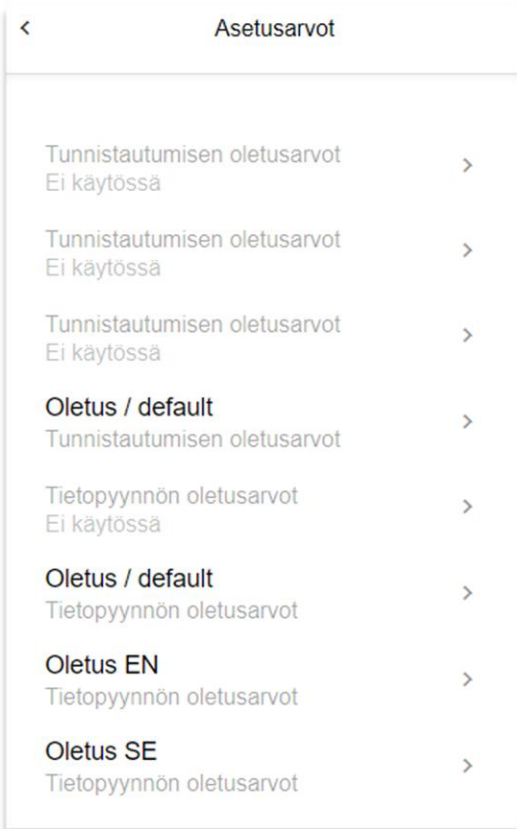 Asetusarvot
Tunnistautumisen oletusarvot
Ei käytössä
Tunnistautumisen oletusarvot
Ei käytössä
Tunnistautumisen oletusarvot
Ei käytössä
Oletus / default
Tunnistautumisen oletusarvot
Tietopyynnön oletusarvot
Ei käytössä
Oletus / default
Tietopyynnön oletusarvot
Oletus EN
Tietopyynnön oletusarvot
Oletus SE
Tietopyynnön oletusarvot